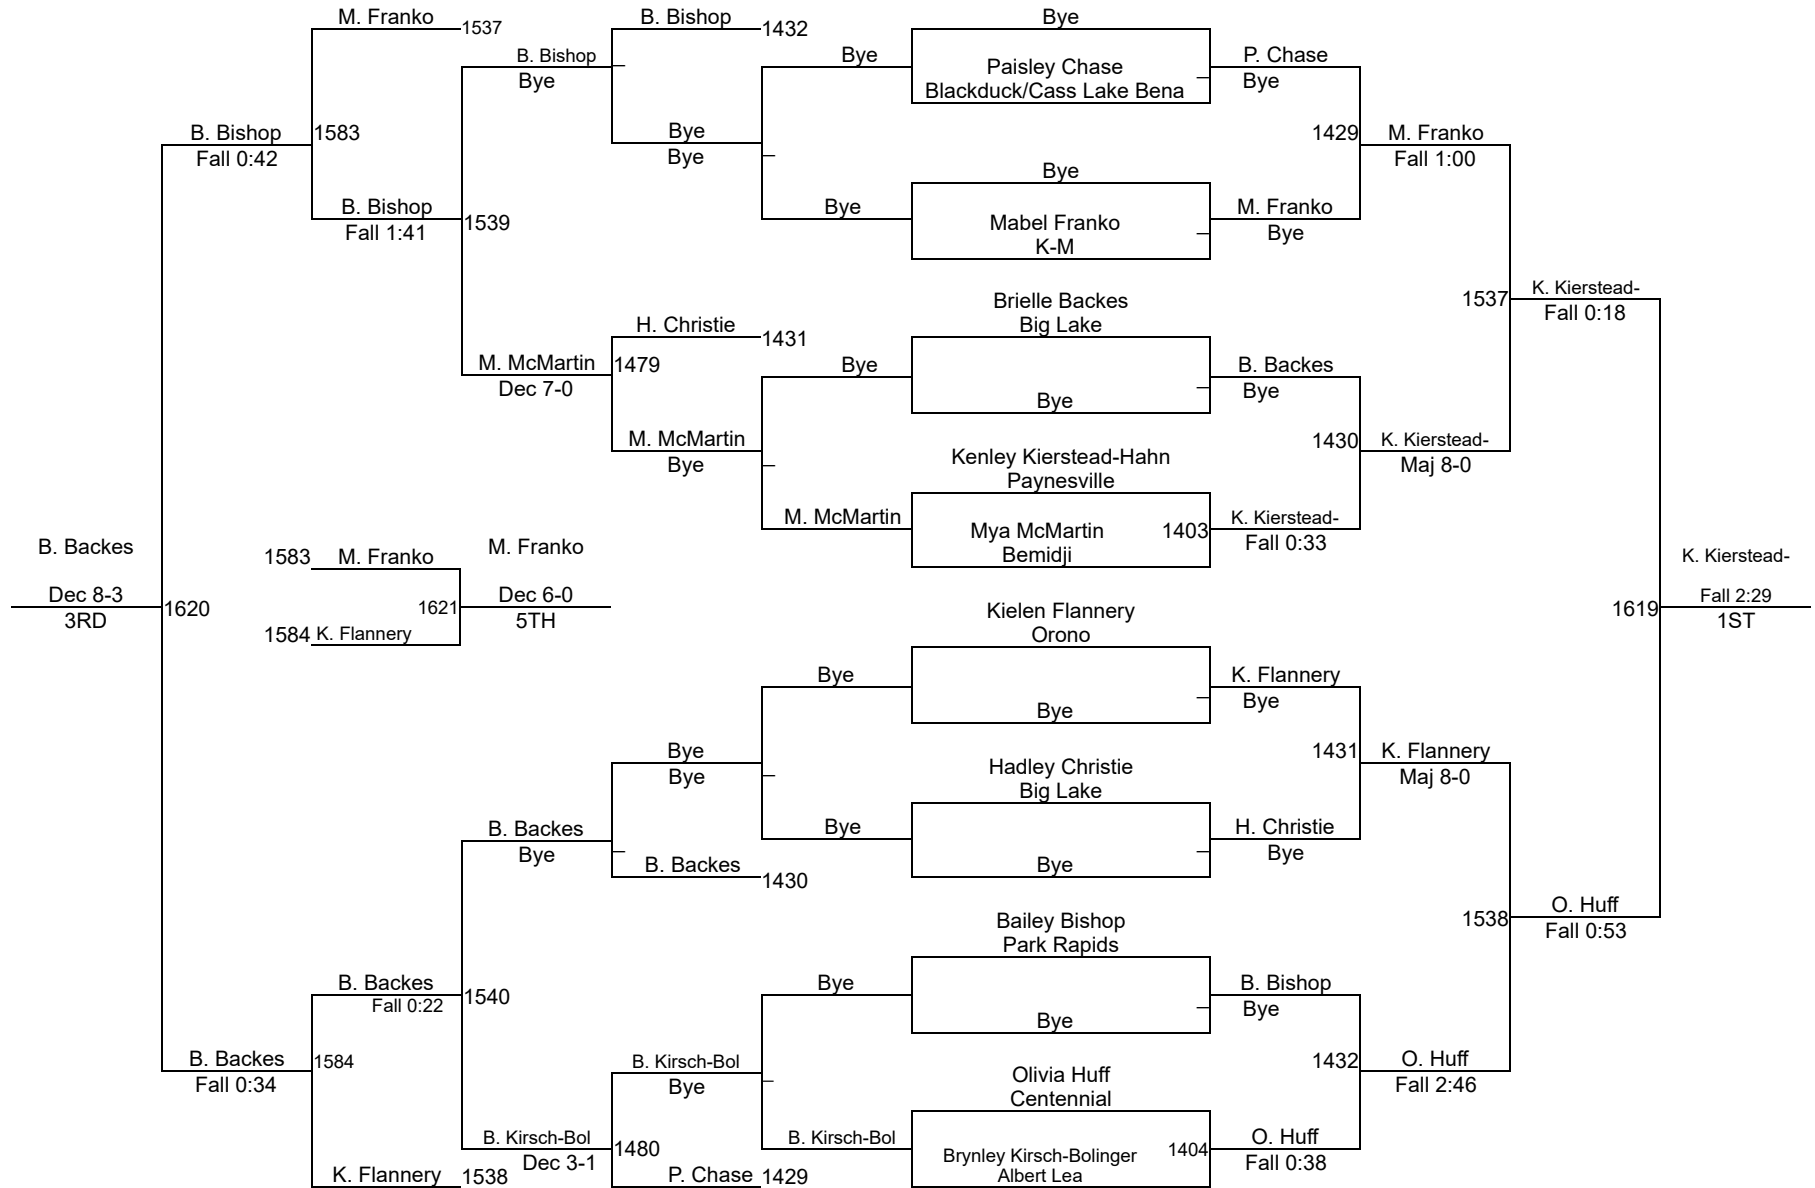 M. Franko
1537
B. Bishop
1432
Bye
B. Bishop
Bye
Bye
Paisley Chase
Blackduck/Cass Lake Bena
P. Chase
Bye
B. Bishop
Fall 0:42
1583
Bye
Bye
1429
M. Franko
Fall 1:00
Bye
B. Bishop
Fall 1:41
1539
Bye
Mabel Franko
K-M
M. Franko
Bye
Brielle Backes
Big Lake
1537
K. Kierstead-
Fall 0:18
H. Christie
1431
M. McMartin
Dec 7-0
1479
Bye
Bye
B. Backes
Bye
M. McMartin
Bye
1430
K. Kierstead-
Maj 8-0
Kenley Kierstead-Hahn
Paynesville
M. McMartin
Mya McMartin
Bemidji
1403
K. Kierstead-
Fall 0:33
B. Backes
Dec 8-3
3RD
1620
1583
M. Franko
1584
K. Flannery
1621
M. Franko
Dec 6-0
5TH
K. Kierstead-
1619
Fall 2:29
1ST
Kielen Flannery
Orono
Bye
Bye
K. Flannery
Bye
Bye
Bye
1431
K. Flannery
Maj 8-0
Hadley Christie
Big Lake
B. Backes
Bye
Bye
Bye
H. Christie
Bye
B. Backes
1430
Bailey Bishop
Park Rapids
1538
O. Huff
Fall 0:53
B. Backes
Fall 0:22
1540
Bye
Bye
B. Bishop
Bye
B. Backes
Fall 0:34
1584
B. Kirsch-Bol
Bye
1432
O. Huff
Fall 2:46
Olivia Huff
Centennial
B. Kirsch-Bol
Dec 3-1
1480
B. Kirsch-Bol
Brynley Kirsch-Bolinger
Albert Lea
1404
O. Huff
Fall 0:38
K. Flannery
1538
P. Chase
1429